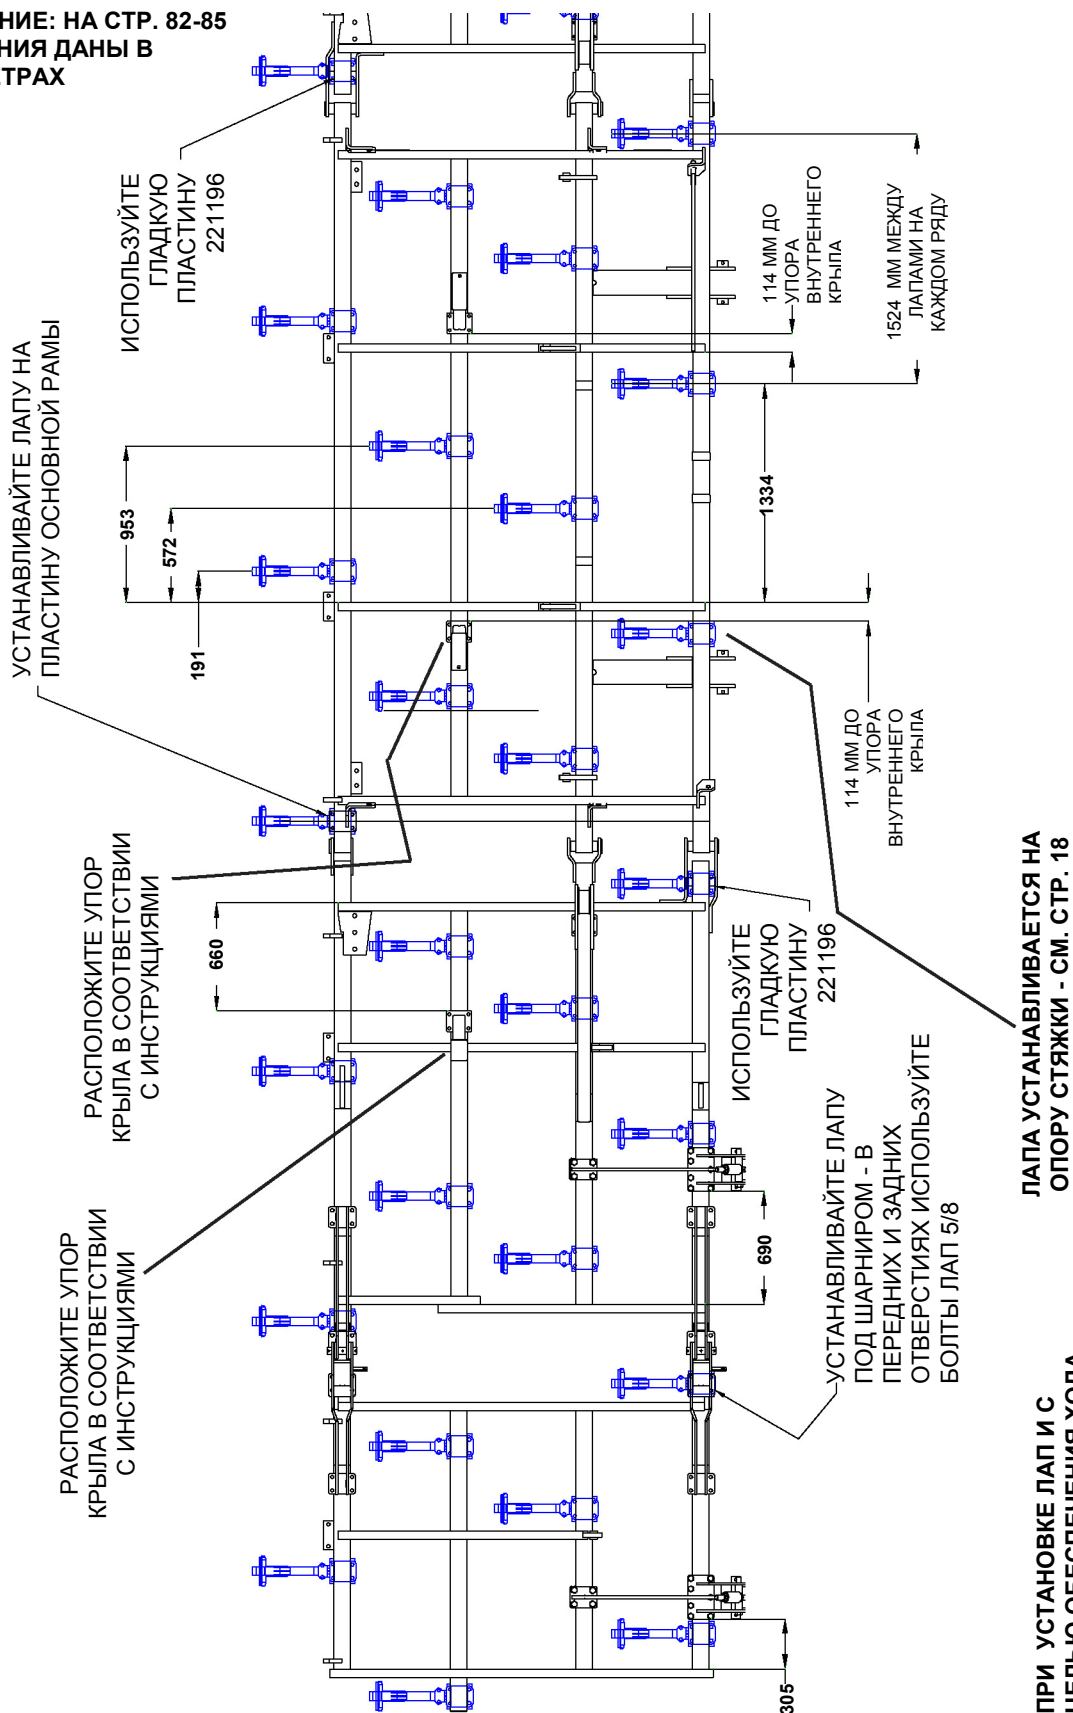 НИЕ: НА СТР. 82-85
НИЯ ДАНЫ В
ЕТРАХ
ИСПОЛЬЗУЙТЕ
ГЛАДКУЮ
ПЛАСТИНУ
221196
УСТАНАВЛИВАЙТЕ ЛАПУ НА
ПЛАСТИНУ ОСНОВНОЙ РАМЫ
114 ММ ДО
УПОРА
ВНУТРЕННЕГО
КРЫЛА
1524 ММ МЕЖДУ
ЛАПАМИ НА
КАЖДОМ РЯДУ
953
572
191
1334
114 ММ ДО
УПОРА
ВНУТРЕННЕГО
КРЫЛА
РАСПОЛОЖИТЕ УПОР
КРЫЛА В СООТВЕТСТВИИ
С ИНСТРУКЦИЯМИ
660
ИСПОЛЬЗУЙТЕ
ГЛАДКУЮ
ПЛАСТИНУ
221196
ЛАПА УСТАНАВЛИВАЕТСЯ НА
ОПОРУ СТЯЖКИ - СМ. СТР. 18
РАСПОЛОЖИТЕ УПОР
КРЫЛА В СООТВЕТСТВИИ
С ИНСТРУКЦИЯМИ
690
УСТАНАВЛИВАЙТЕ ЛАПУ
ПОД ШАРНИРОМ - В
ПЕРЕДНИХ И ЗАДНИХ
ОТВЕРСТИЯХ ИСПОЛЬЗУЙТЕ
БОЛТЫ ЛАП 5/8
305
ПРИ УСТАНОВКЕ ЛАП И С
ЦЕЛЬЮ ОБЕСПЕЧЕНИЯ ХОДА